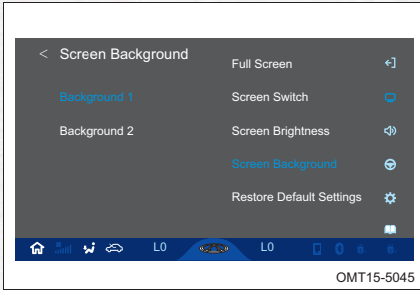 < Screen Background
Full Screen
Background 1
Screen Switch
Background 2
Screen Brightness
Screen Background
Restore Default Settings
L0 L0
OMT15-5045